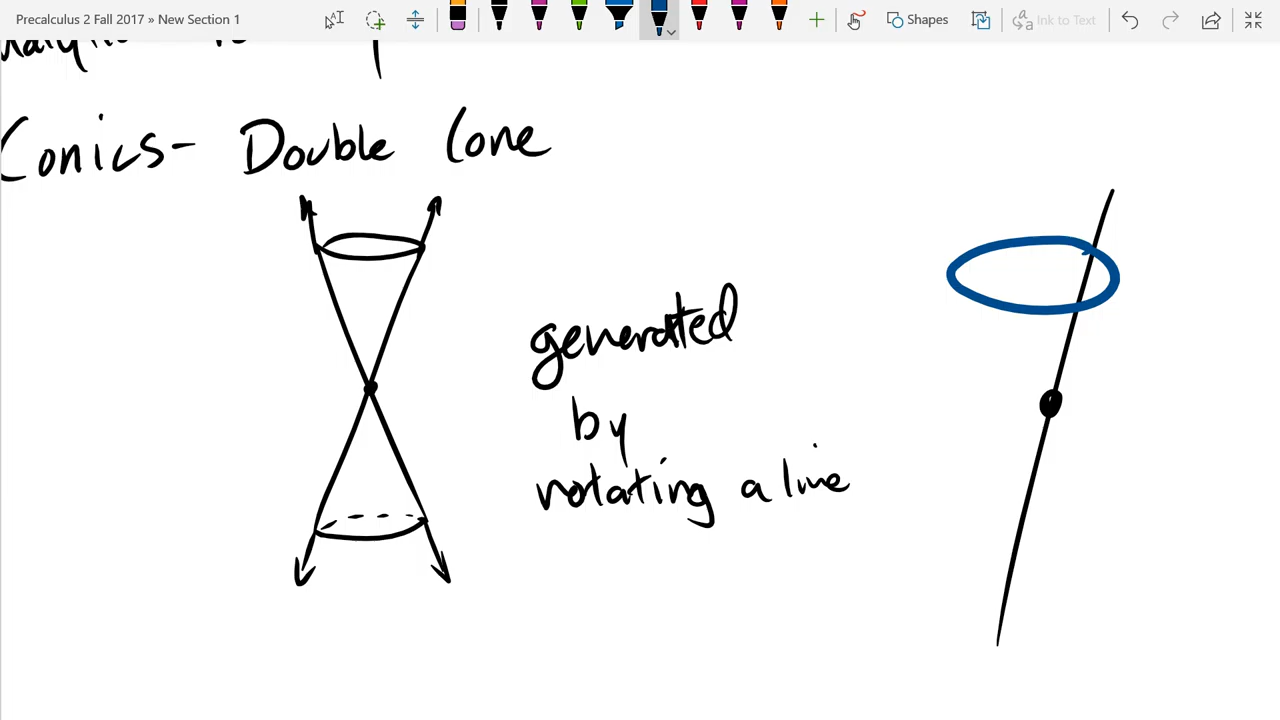 Precalculus 2 Fall 2017 » New Section 1
Shapes
Ink to Text
Conics- Double Cone
generated
by
rotating a line